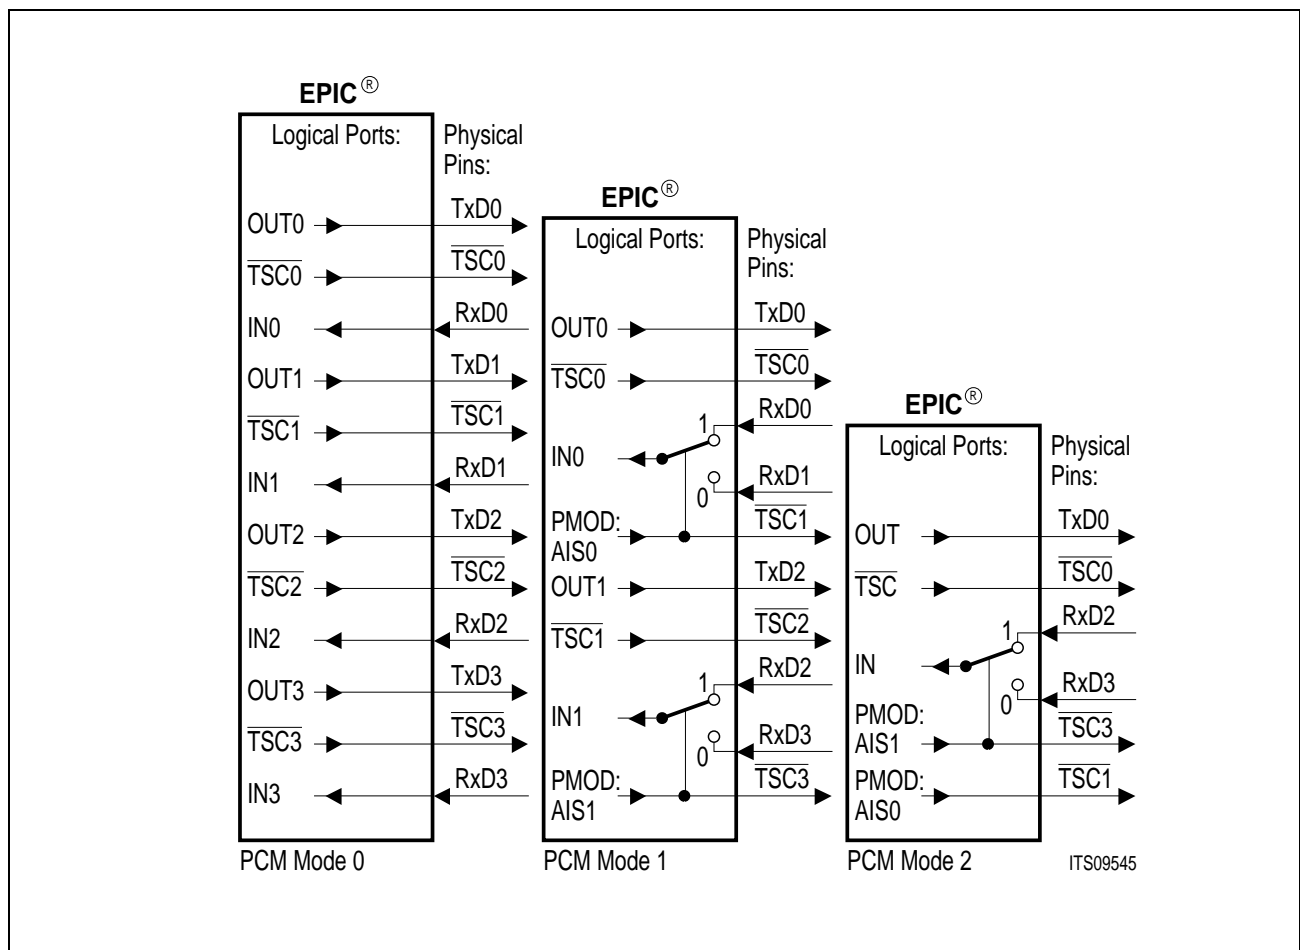 EPIC®
Logical Ports:
Physical
Pins:
OUT0
TxD0
TSC0
TSC0
IN0
RxD0
OUT1
TxD1
TSC1
TSC1
IN1
RxD1
OUT2
TxD2
TSC2
TSC2
IN2
RxD2
OUT3
TxD3
TSC3
TSC3
IN3
RxD3
PCM Mode 0
EPIC®
Logical Ports:
Physical
Pins:
OUT0
TxD0
TSC0
TSC0
1
RxD0
IN0
0
RxD1
PMOD:
AIS0
TSC1
OUT1
TxD2
TSC1
TSC2
1
RxD2
IN1
0
RxD3
PMOD:
AIS1
TSC3
PCM Mode 1
EPIC®
Logical Ports:
Physical
Pins:
OUT
TxD0
TSC
TSC0
1
RxD2
IN
0
RxD3
PMOD:
AIS1
TSC3
PMOD:
AIS0
TSC1
PCM Mode 2
ITS09545